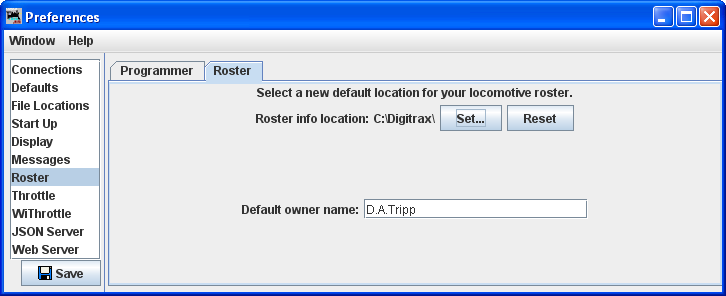 Preferences
Window Help
Connections
Defaults
File Locations
Start Up
Display
Messages
Roster
Throttle
WiThrottle
JSON Server
Web Server
Save
Programmer Roster
Select a new default location for your locomotive roster.
Roster info location: C:\Digitrax\ Set... Reset
Default owner name: D.A.Tripp